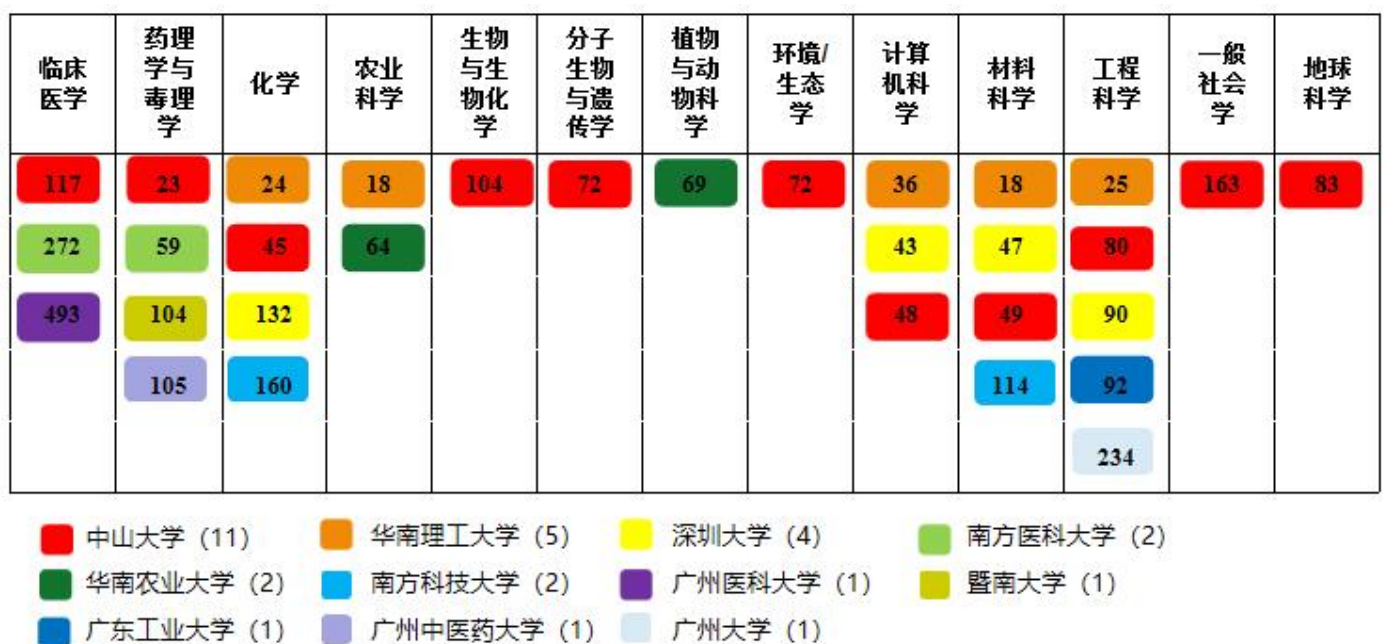 临床医学 药理学与毒理学 化学 农业科学 生物与生物化学 分子生物与遗传学 植物与动物科学 环境/生态学 计算机科学 材料科学 工程科学 一般社会学 地球科学
117 23 24 18 104 72 69 72 36 18 25 163 83
272 59 45 64 43 47 80
493 104 132 48 49 90
105 160 114 92
234
中山大学 (11) 华南理工大学 (5) 深圳大学 (4) 南方医科大学 (2)
华南农业大学 (2) 南方科技大学 (2) 广州医科大学 (1) 暨南大学 (1)
广东工业大学 (1) 广州中医药大学 (1) 广州大学 (1)